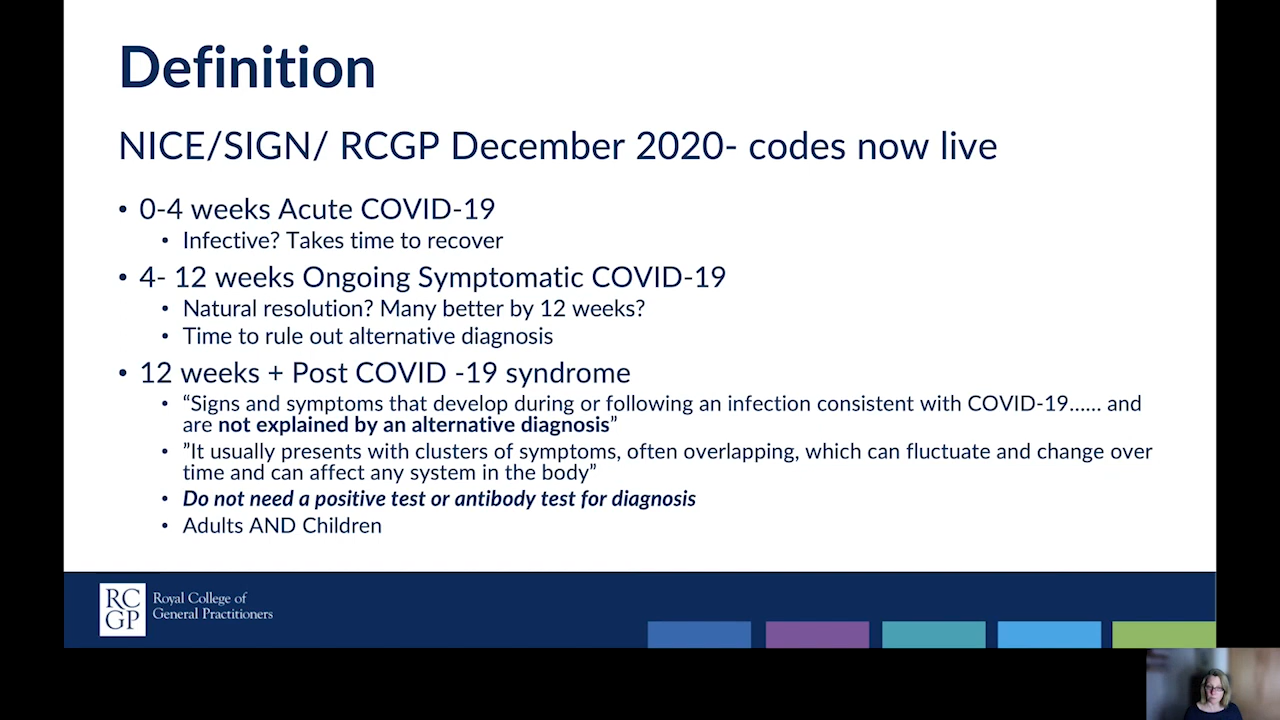 Definition
NICE/SIGN/ RCGP December 2020- codes now live
• 0-4 weeks Acute COVID-19
• Infective? Takes time to recover
• 4- 12 weeks Ongoing Symptomatic COVID-19
• Natural resolution? Many better by 12 weeks?
• Time to rule out alternative diagnosis
• 12 weeks + Post COVID -19 syndrome
• “Signs and symptoms that develop during or following an infection consistent with COVID-19...... and
are not explained by an alternative diagnosis”
• ”It usually presents with clusters of symptoms, often overlapping, which can fluctuate and change over
time and can affect any system in the body”
• Do not need a positive test or antibody test for diagnosis
• Adults AND Children
RC
GP
Royal College of
General Practitioners